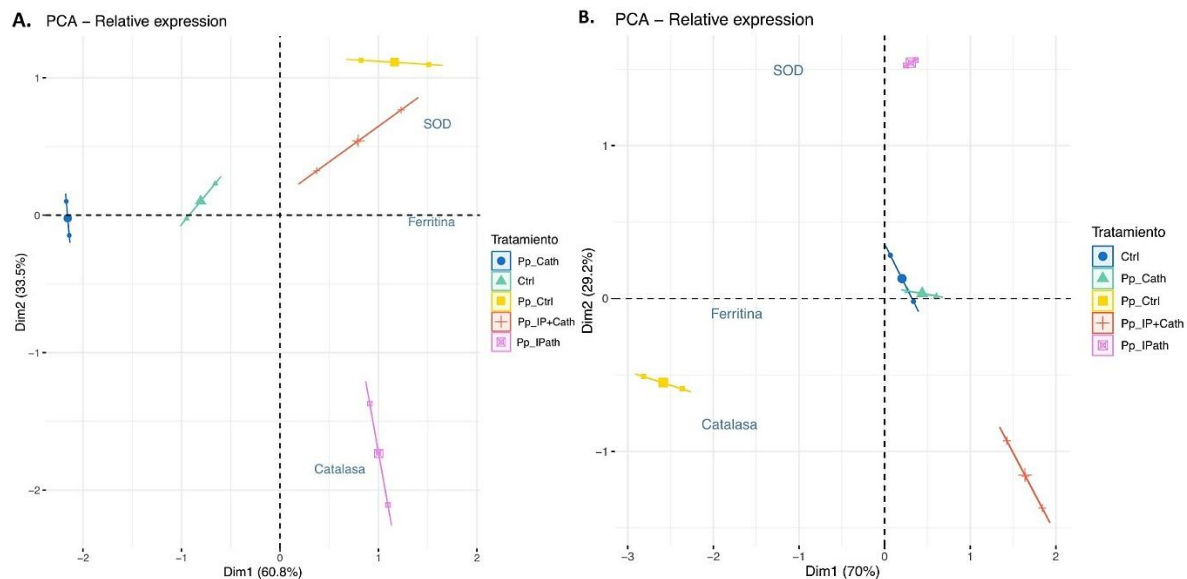 A.
PCA – Relative expression
1
0
−1
−2
−2
−1
0
1
2
Dim2 (33.5%)
Dim1 (60.8%)
SOD
Ferritina
Catalasa
Tratamiento
Pp_Cath
Ctrl
Pp_Ctrl
Pp_IP+Cath
Pp_IPath
B.
PCA – Relative expression
1
0
−1
−3
−2
−1
0
1
2
Dim2 (29.2%)
Dim1 (70%)
SOD
Ferritina
Catalasa
Tratamiento
Ctrl
Pp_Cath
Pp_Ctrl
Pp_IP+Cath
Pp_IPath